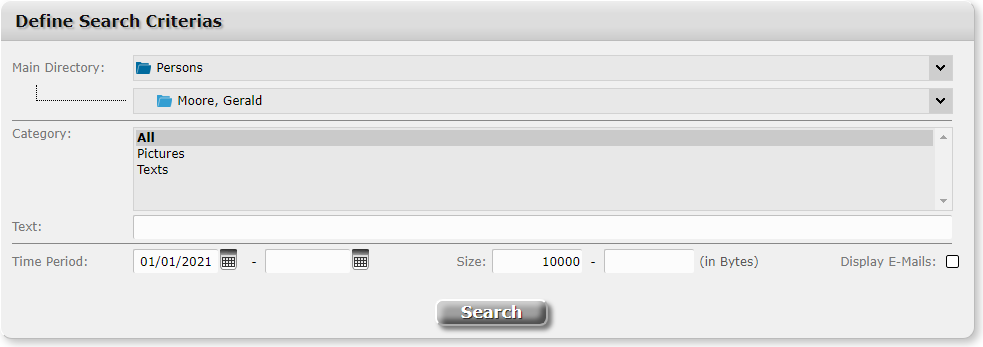 Define Search Criterias
Main Directory: Persons
Moore, Gerald
Category: All
Pictures
Texts
Text:
Time Period: 01/01/2021 - Size: 10000 - (in Bytes) Display E-Mails:
Search